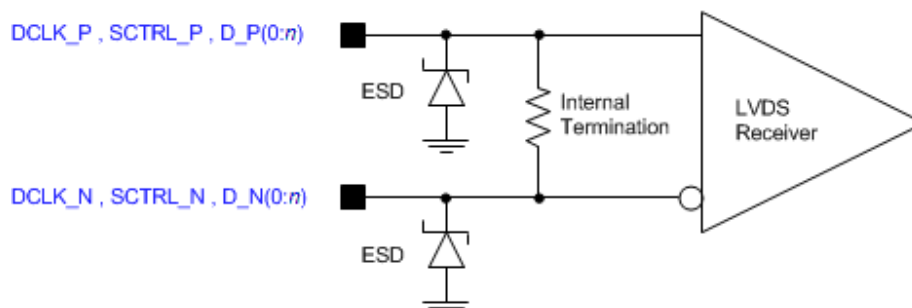 DCLK_P , SCTRL_P , D_P(0:n)
ESD
Internal
Termination
LVDS
Receiver
DCLK_N , SCTRL_N , D_N(0:n)
ESD